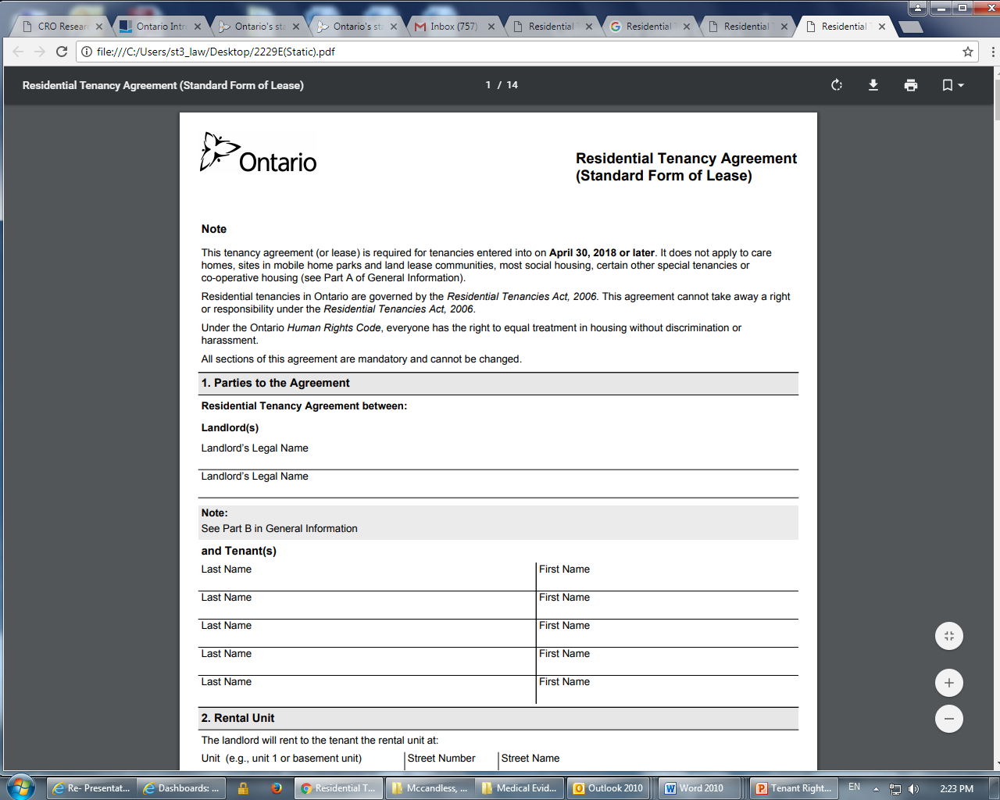 CRO Resear
Ontario Intr
Ontario's sta
Ontario's sta
Inbox (757)
Residential
Residential
Residential
Residential
file:///C:/Users/st3_law/Desktop/2229E(Static).pdf
Residential Tenancy Agreement (Standard Form of Lease)
1 / 14
Ontario
Residential Tenancy Agreement
(Standard Form of Lease)
Note
This tenancy agreement (or lease) is required for tenancies entered into on April 30, 2018 or later. It does not apply to care
homes, sites in mobile home parks and land lease communities, most social housing, certain other special tenancies or
co-operative housing (see Part A of General Information).
Residential tenancies in Ontario are governed by the Residential Tenancies Act, 2006. This agreement cannot take away a right
or responsibility under the Residential Tenancies Act, 2006.
Under the Ontario Human Rights Code, everyone has the right to equal treatment in housing without discrimination or
harassment.
All sections of this agreement are mandatory and cannot be changed.
1. Parties to the Agreement
Residential Tenancy Agreement between:
Landlord(s)
Landlord's Legal Name
Landlord's Legal Name
Note:
See Part B in General Information
and Tenant(s)
Last Name First Name
Last Name First Name
Last Name First Name
Last Name First Name
Last Name First Name
2. Rental Unit
The landlord will rent to the tenant the rental unit at:
Unit (e.g., unit 1 or basement unit) Street Number Street Name
Re- Presentat...
Dashboards: ...
Residential T...
Mccandless, ...
Medical Evid...
Outlook 2010
Word 2010
Tenant Right...
EN
2:23 PM